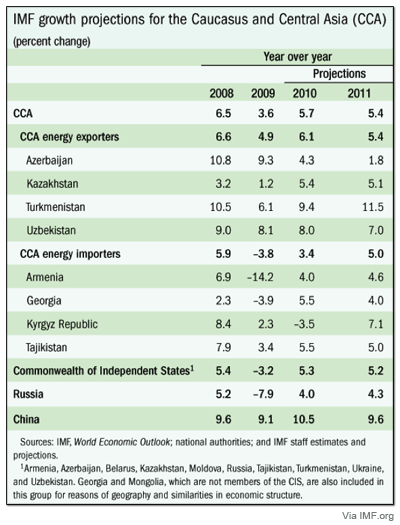 IMF growth projections for the Caucasus and Central Asia (CCA)
(percent change)
Year over year
Projections
2008 2009 2010 2011
CCA 6.5 3.6 5.7 5.4
CCA energy exporters 6.6 4.9 6.1 5.4
Azerbaijan 10.8 9.3 4.3 1.8
Kazakhstan 3.2 1.2 5.4 5.1
Turkmenistan 10.5 6.1 9.4 11.5
Uzbekistan 9.0 8.1 8.0 7.0
CCA energy importers 5.9 –3.8 3.4 5.0
Armenia 6.9 –14.2 4.0 4.6
Georgia 2.3 –3.9 5.5 4.0
Kyrgyz Republic 8.4 2.3 –3.5 7.1
Tajikistan 7.9 3.4 5.5 5.0
Commonwealth of Independent States¹ 5.4 –3.2 5.3 5.2
Russia 5.2 –7.9 4.0 4.3
China 9.6 9.1 10.5 9.6
Sources: IMF, World Economic Outlook; national authorities; and IMF staff estimates and
projections.
¹Armenia, Azerbaijan, Belarus, Kazakhstan, Moldova, Russia, Tajikistan, Turkmenistan, Ukraine,
and Uzbekistan. Georgia and Mongolia, which are not members of the CIS, are also included in
this group for reasons of geography and similarities in economic structure.
Via IMF.org